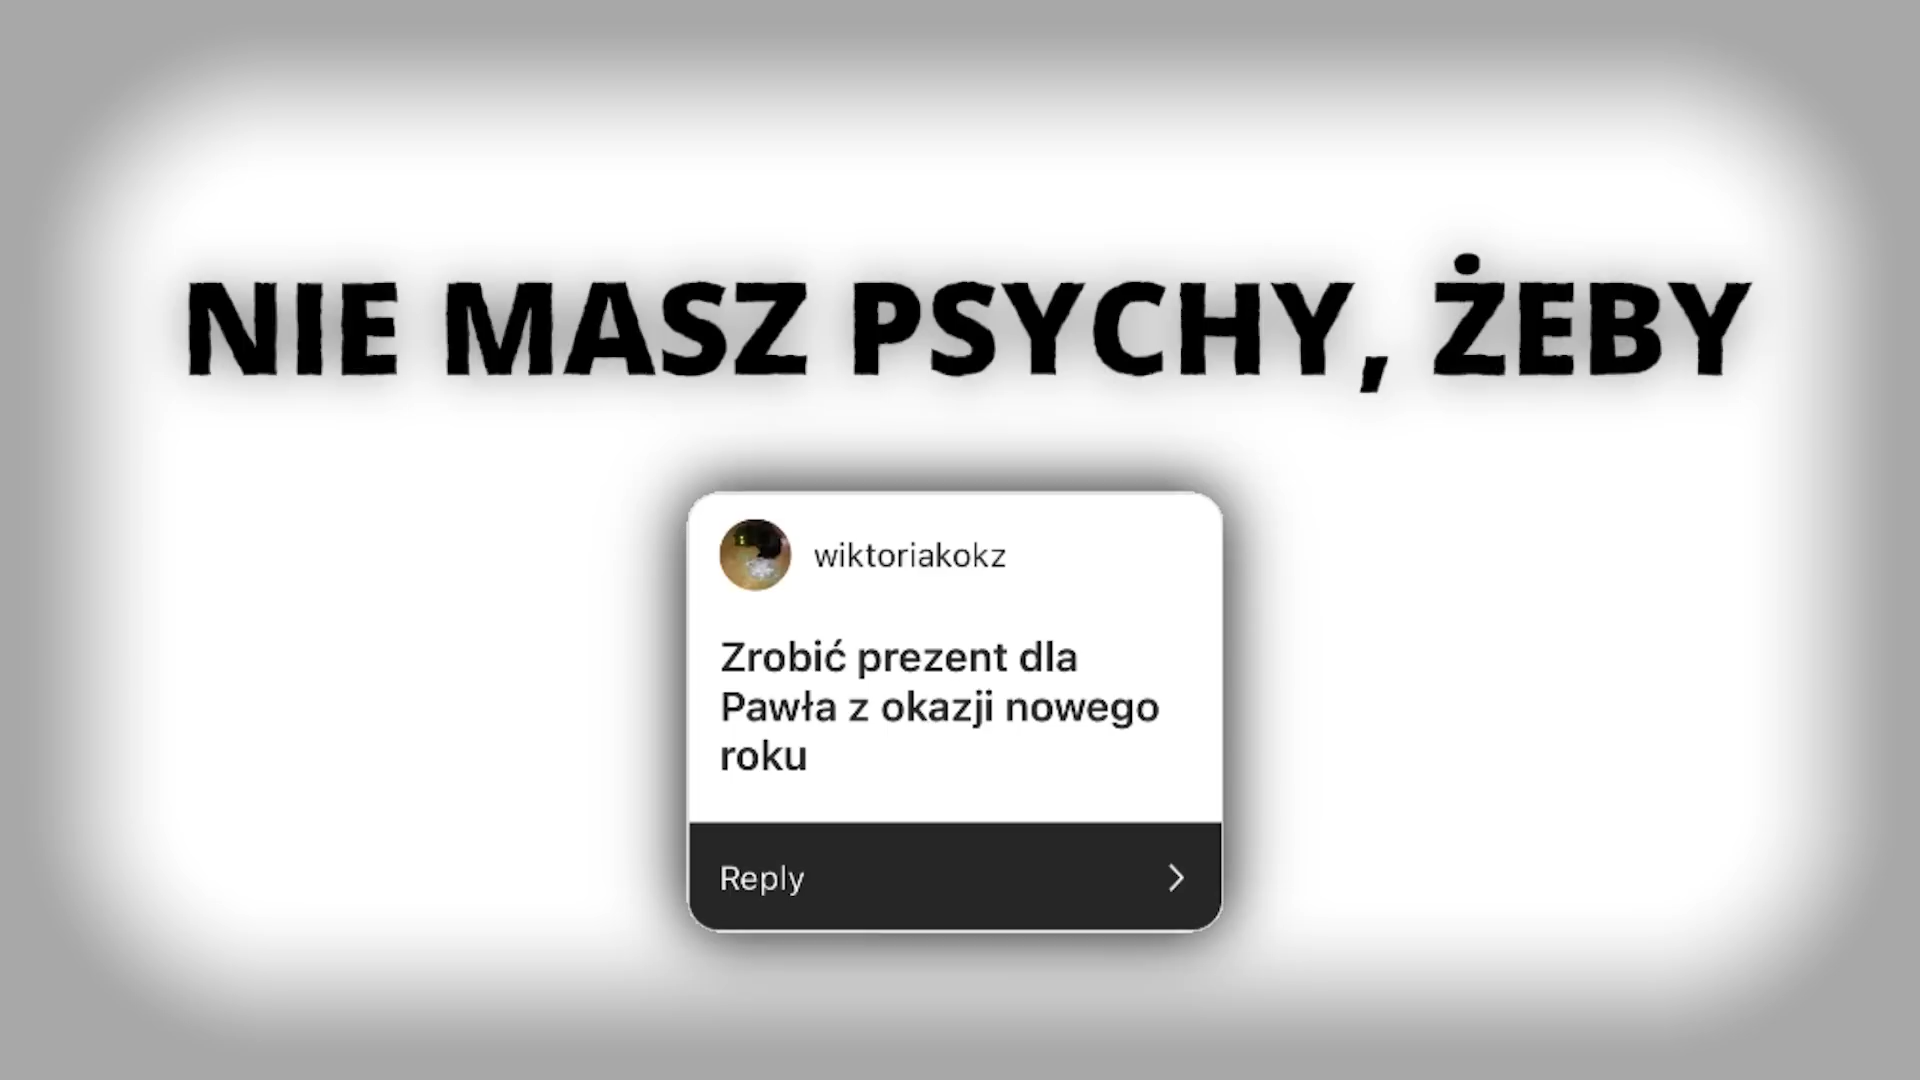 NIE MASZ PSYCHY, ŻEBY
wiktoriakokz
Zrobić prezent dla
Pawła z okazji nowego
roku
Reply